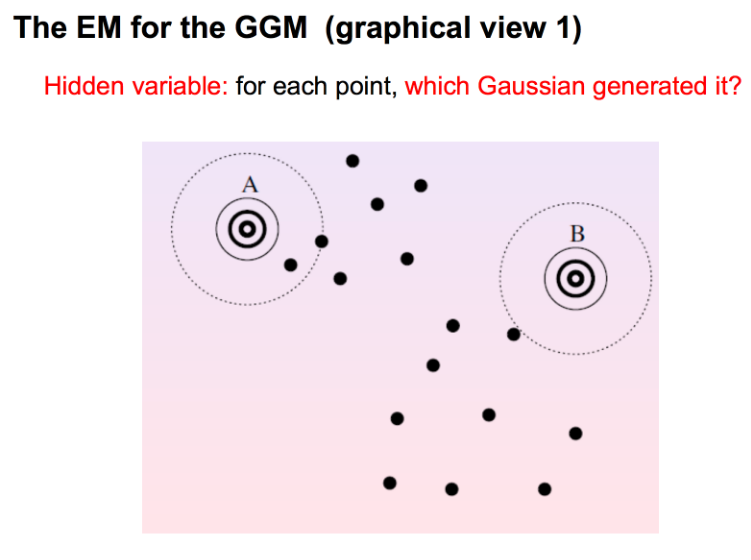 The EM for the GGM (graphical view 1)
Hidden variable: for each point, which Gaussian generated it?
A
B